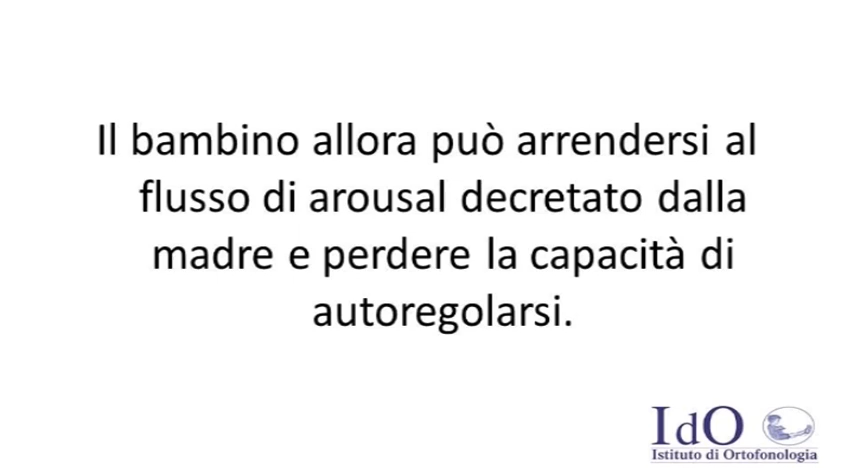 Il bambino allora può arrendersi al
flusso di arousal decretato dalla
madre e perdere la capacità di
autoregolarsi.
IdO
Istituto di Ortofonologia